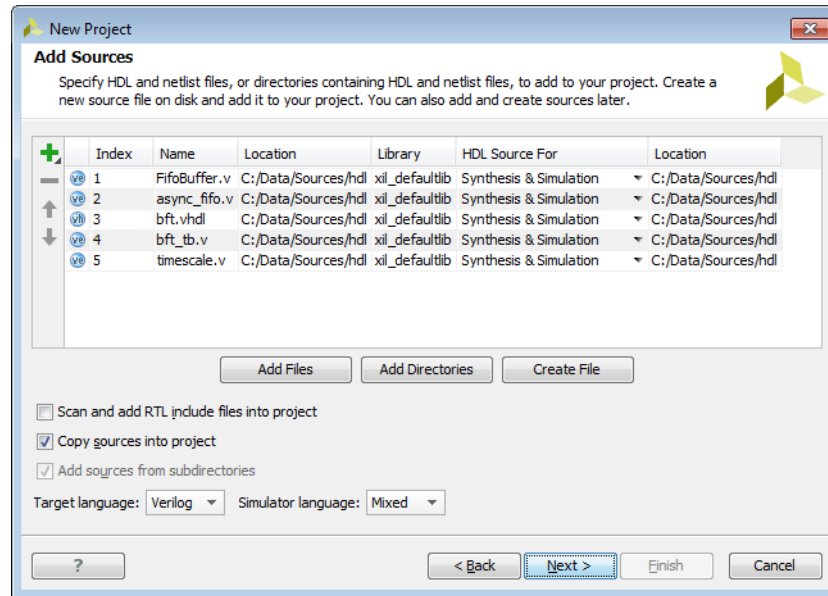 New Project
Add Sources
Specify HDL and netlist files, or directories containing HDL and netlist files, to add to your project. Create a
new source file on disk and add it to your project. You can also add and create sources later.
Index Name Location Library HDL Source For Location
ve 1 FifoBuffer.v C:/Data/Sources/hdl xil_defaultlib Synthesis & Simulation C:/Data/Sources/hdl
ve 2 async_fifo.v C:/Data/Sources/hdl xil_defaultlib Synthesis & Simulation C:/Data/Sources/hdl
vh 3 bft.vhdl C:/Data/Sources/hdl xil_defaultlib Synthesis & Simulation C:/Data/Sources/hdl
ve 4 bft_tb.v C:/Data/Sources/hdl xil_defaultlib Synthesis & Simulation C:/Data/Sources/hdl
ve 5 timescale.v C:/Data/Sources/hdl xil_defaultlib Synthesis & Simulation C:/Data/Sources/hdl
Add Files Add Directories Create File
Scan and add RTL include files into project
Copy sources into project
Add sources from subdirectories
Target language: Verilog Simulator language: Mixed
? < Back Next > Finish Cancel